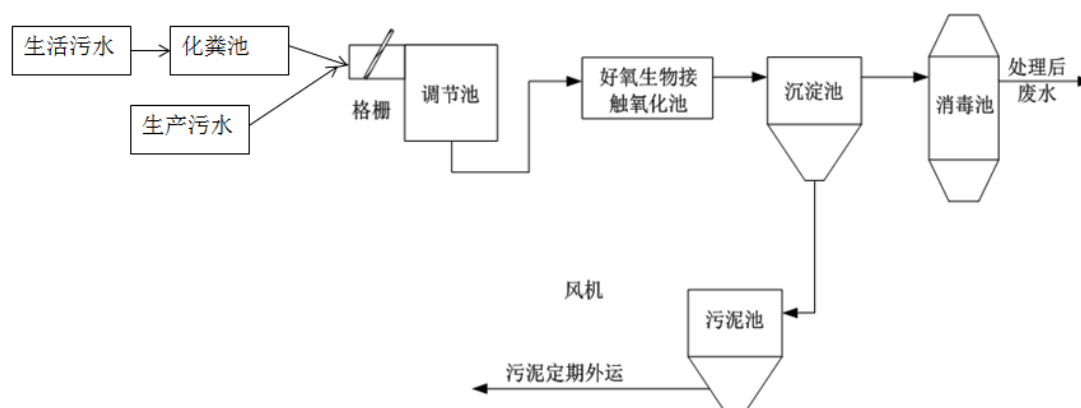 生活污水
化粪池
生产污水
格栅
调节池
好氧生物接
触氧化池
沉淀池
消毒池
处理后
废水
风机
污泥池
污泥定期外运